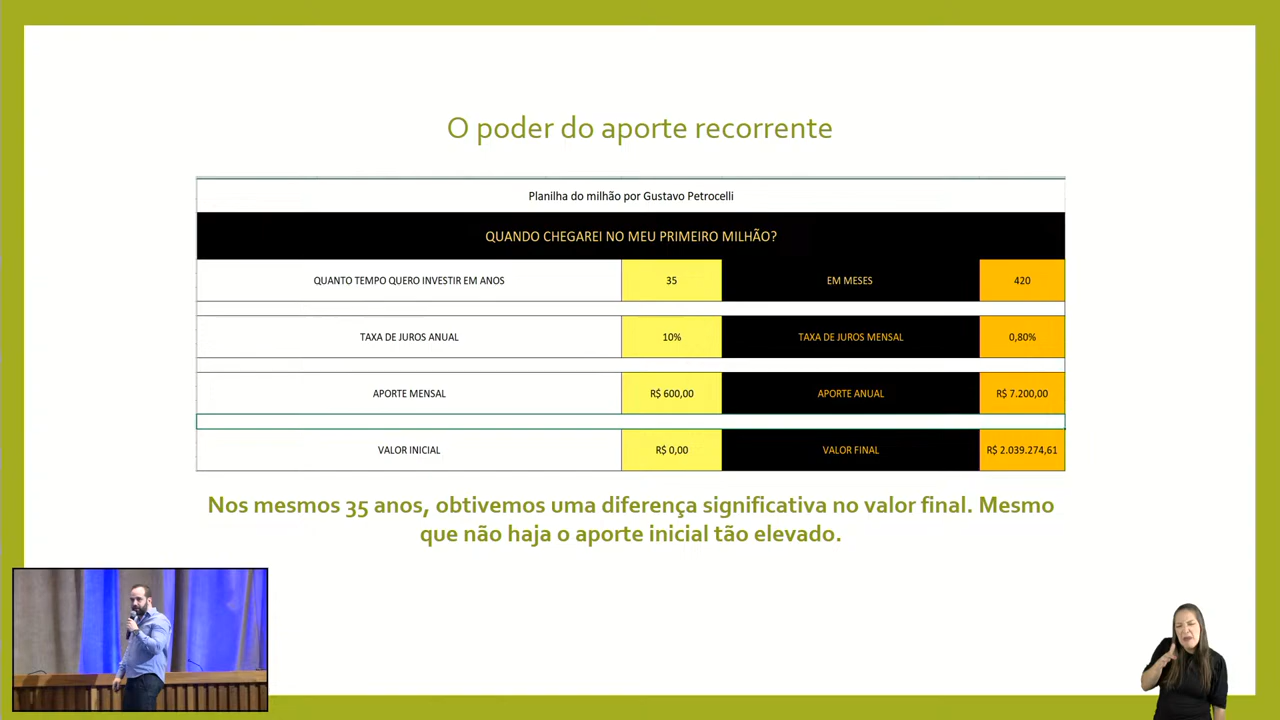 O poder do aporte recorrente
Planilha do milhão por Gustavo Petrocelli
QUANDO CHEGAREI NO MEU PRIMEIRO MILHÃO?
QUANTO TEMPO QUERO INVESTIR EM ANOS 35 EM MESES 420
TAXA DE JUROS ANUAL 10% TAXA DE JUROS MENSAL 0,80%
APORTE MENSAL R$ 600,00 APORTE ANUAL R$ 7.200,00
VALOR INICIAL R$ 0,00 VALOR FINAL R$ 2.039.274,61
Nos mesmos 35 anos, obtivemos uma diferença significativa no valor final. Mesmo
que não haja o aporte inicial tão elevado.